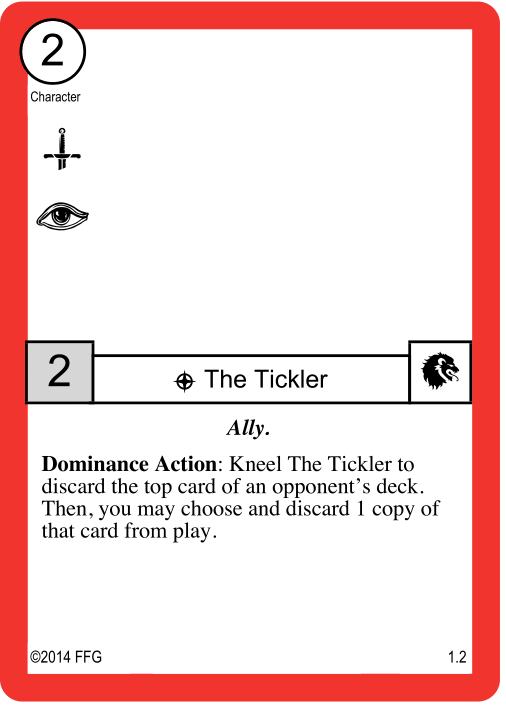 2
Character
2
The Tickler
Ally.
Dominance Action: Kneel The Tickler to
discard the top card of an opponent's deck.
Then, you may choose and discard 1 copy of
that card from play.
©2014 FFG
1.2